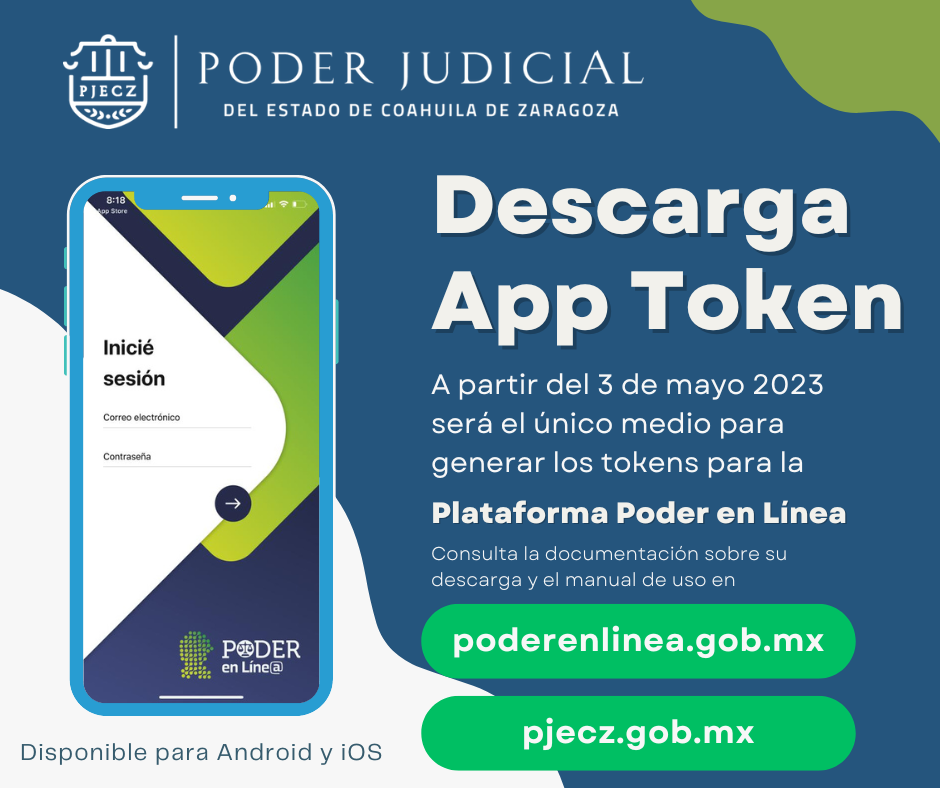 PJECZ
PODER JUDICIAL
DEL ESTADO DE COAHUILA DE ZARAGOZA
8:18
App Store
Inicié
sesión
Correo electrónico
Contraseña
PODER
en Líne@
Disponible para Android y iOS
Descarga
App Token
A partir del 3 de mayo 2023
será el único medio para
generar los tokens para la
Plataforma Poder en Línea
Consulta la documentación sobre su
descarga y el manual de uso en
poderenlinea.gob.mx
pjecz.gob.mx